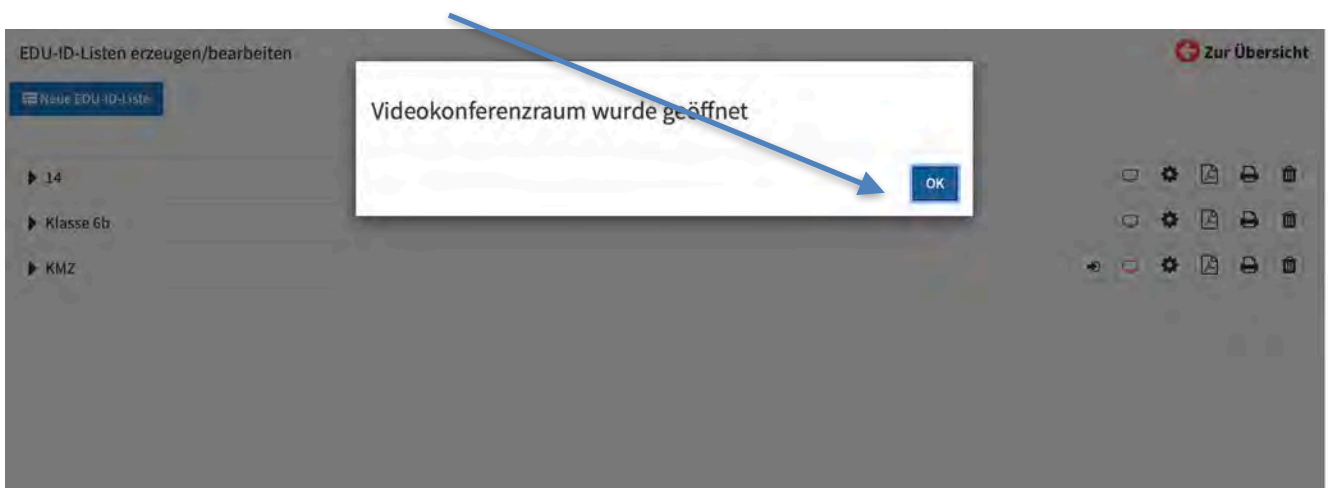 EDU-ID-Listen erzeugen/bearbeiten
Zur Übersicht
Neue EDU-ID-Liste
Videokonferenzraum wurde geöffnet
OK
14
Klasse 6b
KMZ